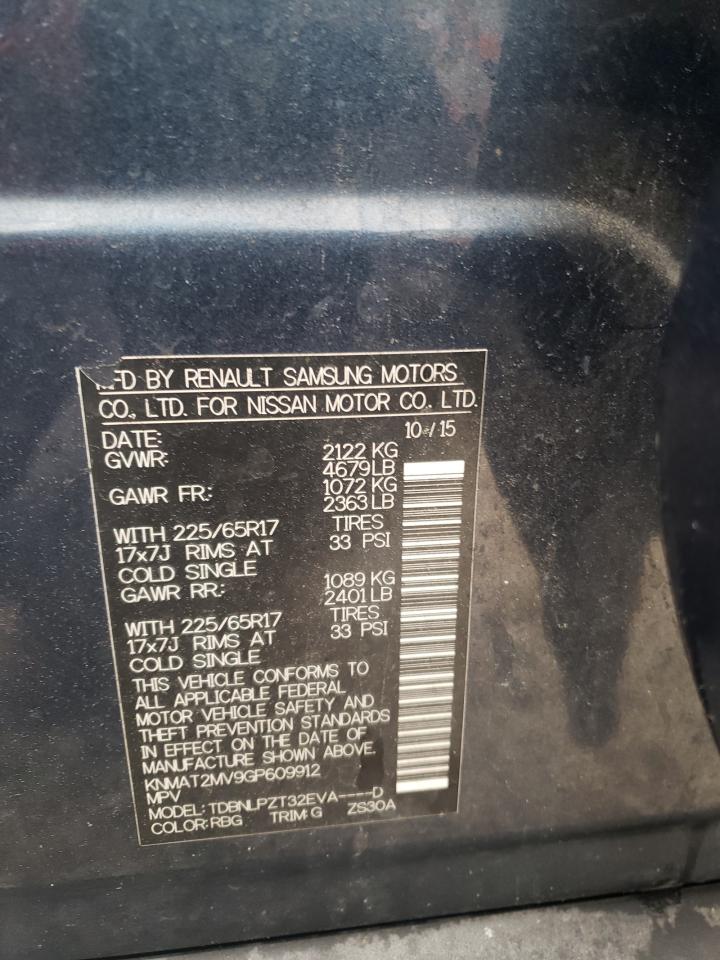 MFD BY RENAULT SAMSUNG MOTORS
CO., LTD. FOR NISSAN MOTOR CO., LTD.
DATE: 10/15
GVWR: 2122 KG
4679 LB
GAWR FR: 1072 KG
2363 LB
WITH 225/65R17 TIRES
17x7J RIMS AT 33 PSI
COLD SINGLE
GAWR RR: 1089 KG
2401 LB
WITH 225/65R17 TIRES
17x7J RIMS AT 33 PSI
COLD SINGLE
THIS VEHICLE CONFORMS TO
ALL APPLICABLE FEDERAL
MOTOR VEHICLE SAFETY AND
THEFT PREVENTION STANDARDS
IN EFFECT ON THE DATE OF
MANUFACTURE SHOWN ABOVE.
KNMAT2MV9GP609912
MPV
MODEL: TDBNLPZT32EVA----D
COLOR: RBG TRIM: G ZS30A